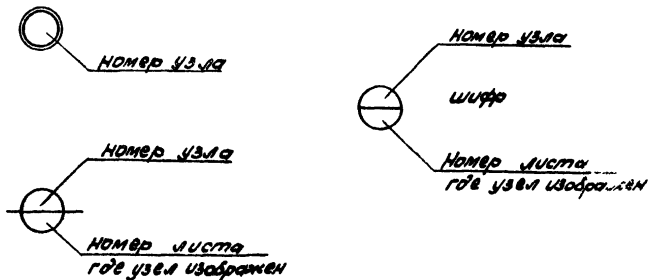 номер узла
номер узла
номер листа
где узел изображен
номер узла
шифр
номер листа
где узел изображен